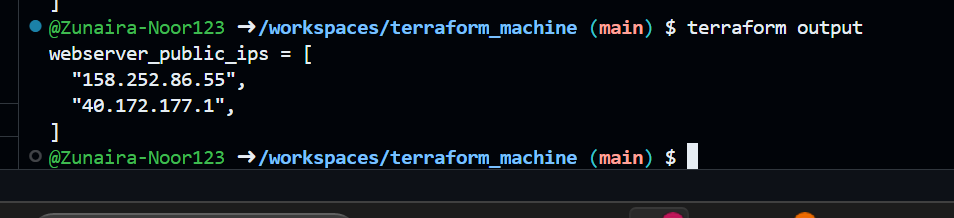 ]
@Zunaira-Noor123 ➜/workspaces/terraform_machine (main) $ terraform output
webserver_public_ips = [
  "158.252.86.55",
  "40.172.177.1",
]
@Zunaira-Noor123 ➜/workspaces/terraform_machine (main) $